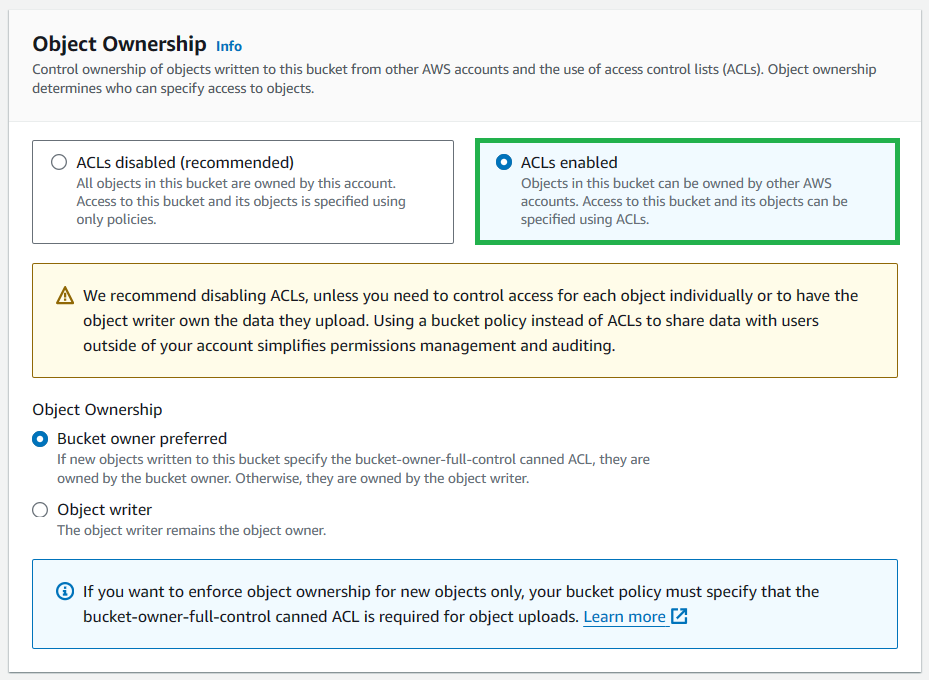 Object Ownership Info
Control ownership of objects written to this bucket from other AWS accounts and the use of access control lists (ACLs). Object ownership
determines who can specify access to objects.
ACLs disabled (recommended)
All objects in this bucket are owned by this account.
Access to this bucket and its objects is specified using
only policies.
ACLs enabled
Objects in this bucket can be owned by other AWS
accounts. Access to this bucket and its objects can be
specified using ACLs.
We recommend disabling ACLs, unless you need to control access for each object individually or to have the
object writer own the data they upload. Using a bucket policy instead of ACLs to share data with users
outside of your account simplifies permissions management and auditing.
Object Ownership
Bucket owner preferred
If new objects written to this bucket specify the bucket-owner-full-control canned ACL, they are
owned by the bucket owner. Otherwise, they are owned by the object writer.
Object writer
The object writer remains the object owner.
If you want to enforce object ownership for new objects only, your bucket policy must specify that the
bucket-owner-full-control canned ACL is required for object uploads. Learn more